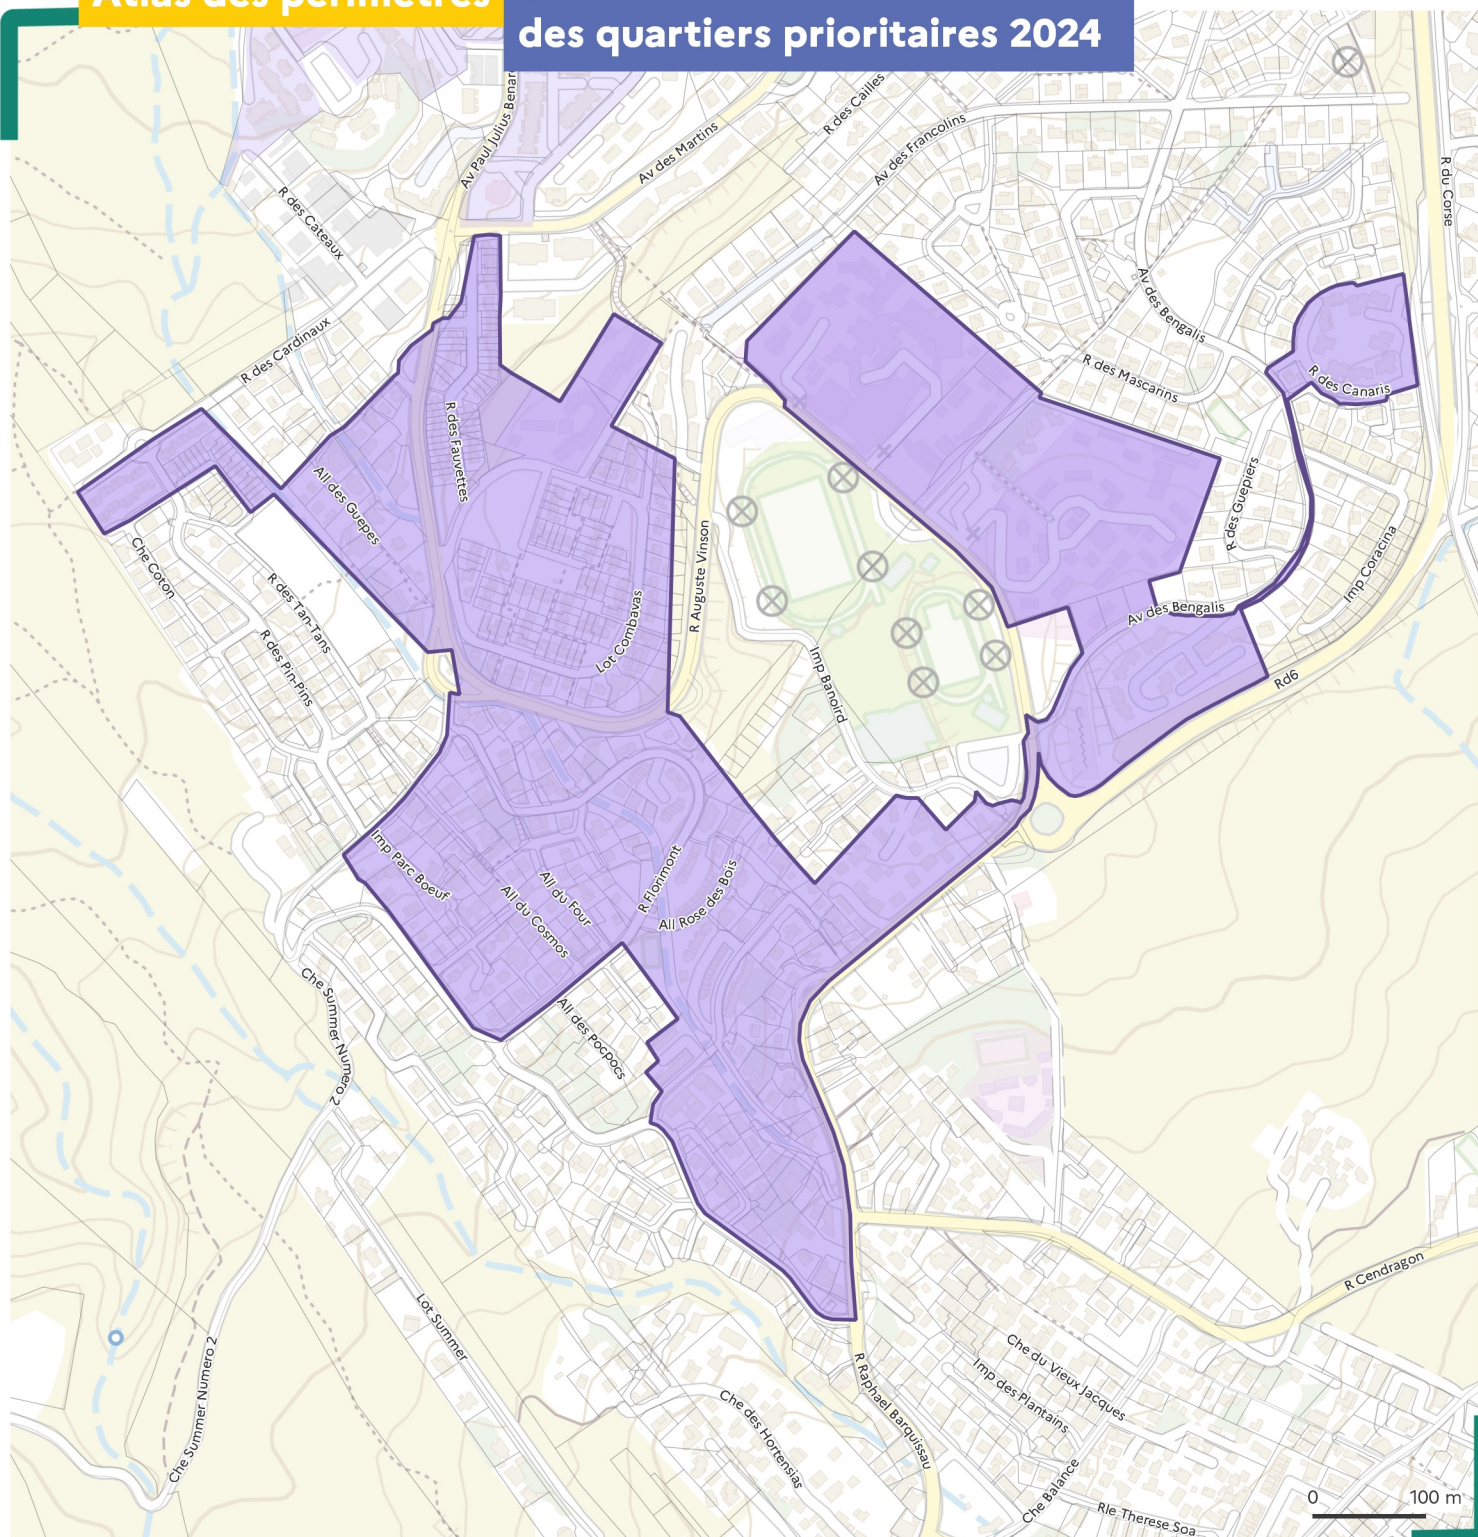 Atlas des périmètres
des quartiers prioritaires 2024
R des Cailles
Av Paul Julius Benar
Av des Martins
Av des Francolins
R du Corse
R des Cateaux
Av des Bengalis
R des Cardinaux
R des Mascarins
R des Canaris
R des Fauvettes
All des Guepes
R des Guepiers
R Auguste Vinson
Imp Coracina
Che Coton
R des Tan-Tans
Lot Combavas
Av des Bengalis
R des Pin-Pins
Imp Banoird
Rd6
Imp Parc Boeuf
All du Four
R Florimont
All du Cosmos
All Rose des Bois
Che Summer Numero 2
All des Pocpocs
R Cendragon
Lot Summer
Che Summer Numero 2
Che du Vieux Jacques
Imp des Plantains
R Raphael Barquissau
Che des Hortensias
Che Balance
Rle Therese Soa
0 100 m